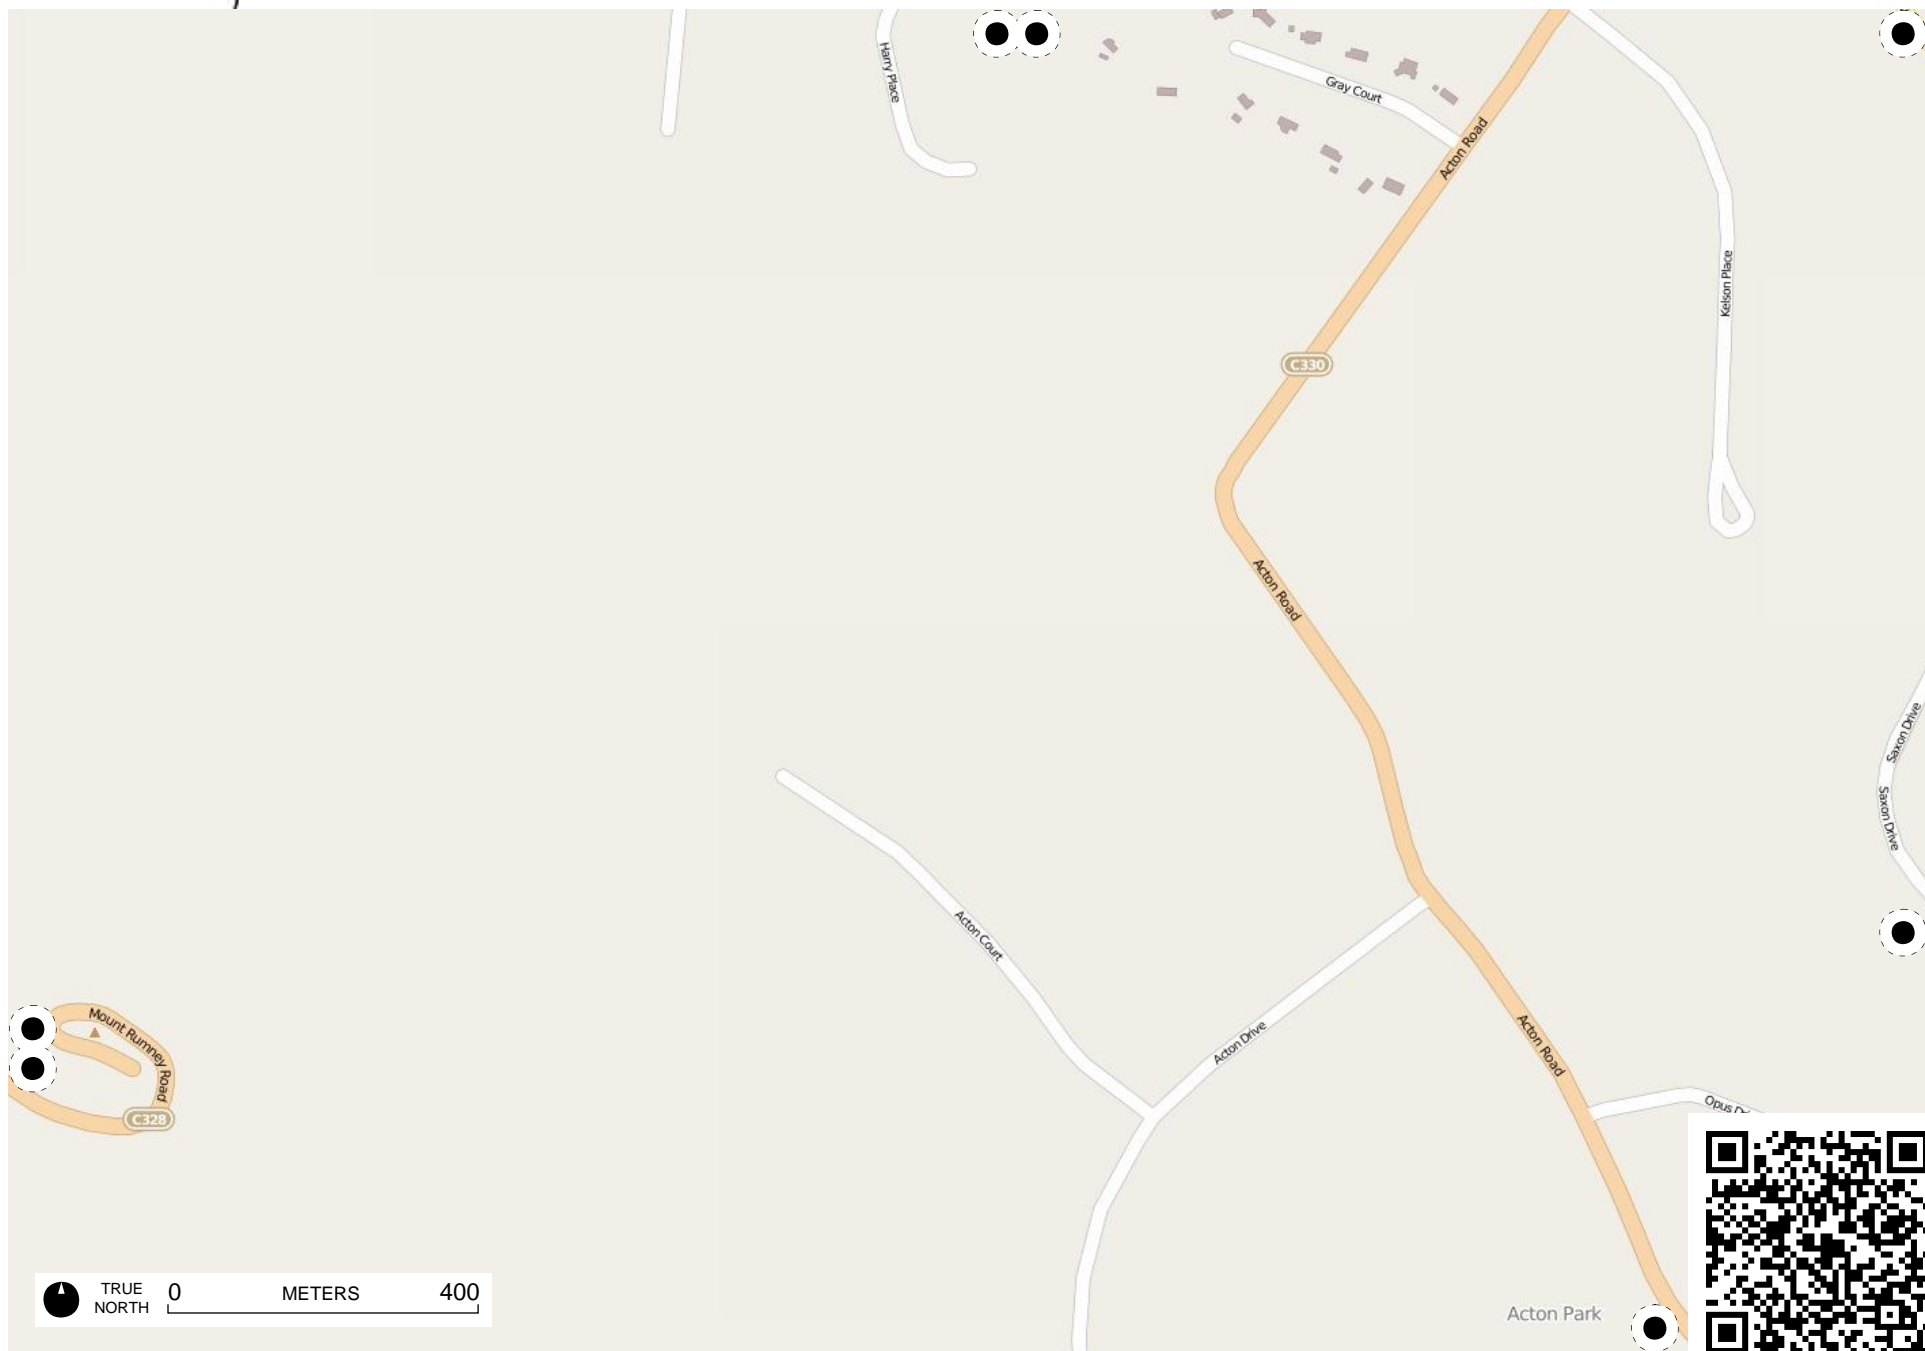 Harry Place
Gray Court
Acton Road
Kelson Place
C330
Acton Road
Saxon Drive
Saxon Drive
Acton Court
Mount Rumney Road
Acton Drive
Acton Road
C328
Opus
TRUE NORTH
0 METERS 400
Acton Park